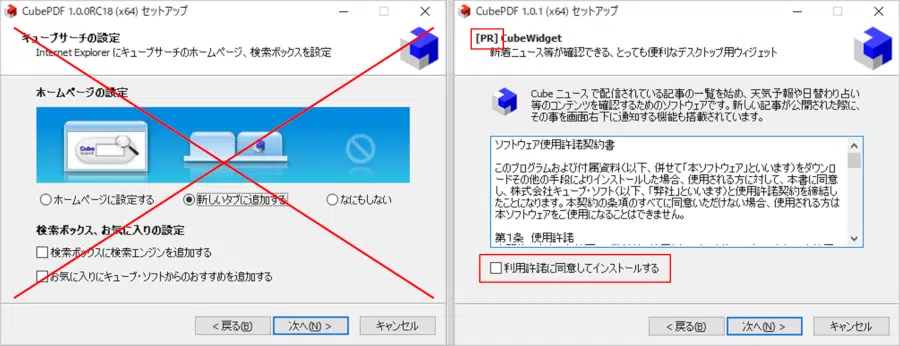 CubePDF 1.0.0RC18 (x64) セットアップ
キューブサーチの設定
Internet Explorer にキューブサーチのホームページ、検索ボックスを設定
ホームページの設定
Cube
ホームページに設定する
新しいタブに追加する
なにもしない
検索ボックス、お気に入りの設定
検索ボックスに検索エンジンを追加する
お気に入りにキューブ・ソフトからのおすすめを追加する
< 戻る(B)
次へ(N) >
キャンセル
CubePDF 1.0.1 (x64) セットアップ
[PR] CubeWidget
新着ニュース等が確認できる、とっても便利なデスクトップ用ウィジェット
Cube ニュースで配信されている記事の一覧を始め、天気予報や日替わり占い
等のコンテンツを確認するためのソフトウェアです。新しい記事が公開された際に、
その事を画面右下に通知する機能も搭載されています。
ソフトウェア使用許諾契約書
このプログラムおよび付属資料(以下、併せて「本ソフトウェア」といいます)をダウンロ
ードその他の手段によりインストールした場合、使用される方に対して、本書に同意
し、株式会社キューブ・ソフト(以下、「弊社」といいます)と使用許諾契約を締結し
たことになります。本契約の条項のすべてに同意いただけない場合、使用される方は
本ソフトウェアをご使用になることはできません。
第1条 使用許諾
利用許諾に同意してインストールする
< 戻る(B)
次へ(N) >
キャンセル